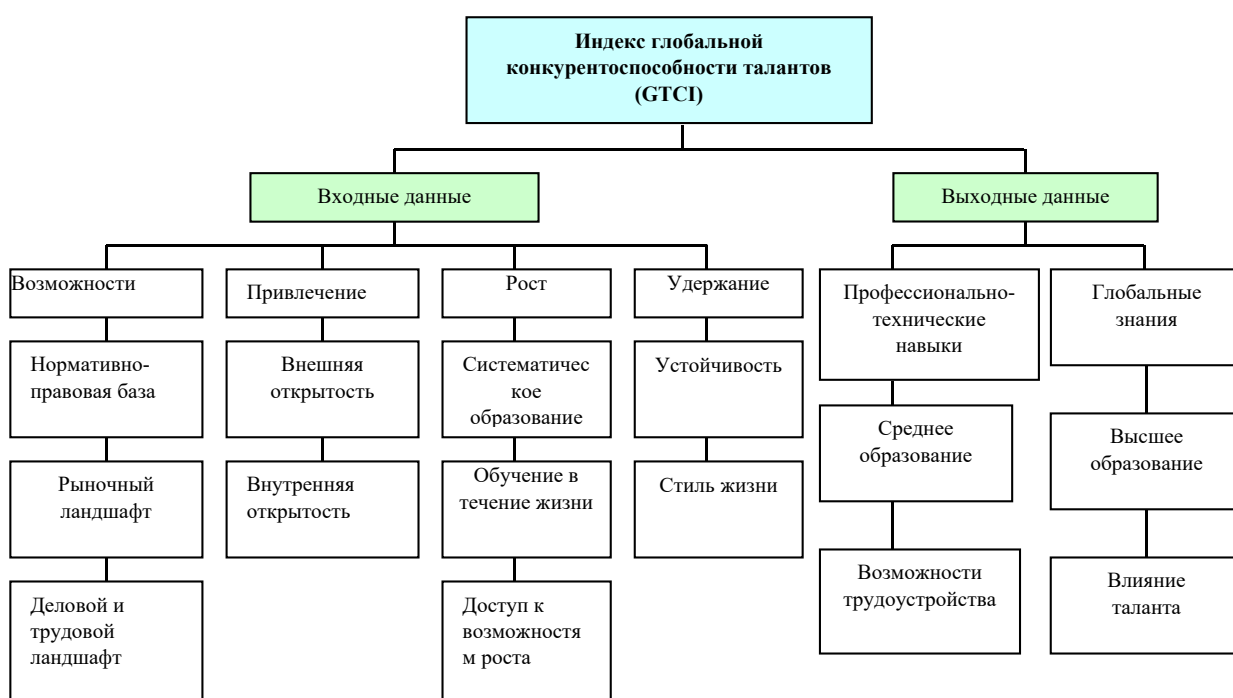 Индекс глобальной
конкурентоспособности талантов
(GTCI)
Входные данные
Выходные данные
Возможности
Привлечение
Рост
Удержание
Профессионально-
технические
навыки
Глобальные
знания
Нормативно-
правовая база
Внешняя
открытость
Систематичес
кое
образование
Устойчивость
Среднее
образование
Высшее
образование
Рыночный
ландшафт
Внутренняя
открытость
Обучение в
течение жизни
Стиль жизни
Возможности
трудоустройства
Влияние
таланта
Деловой и
трудовой
ландшафт
Доступ к
возможностя
м роста